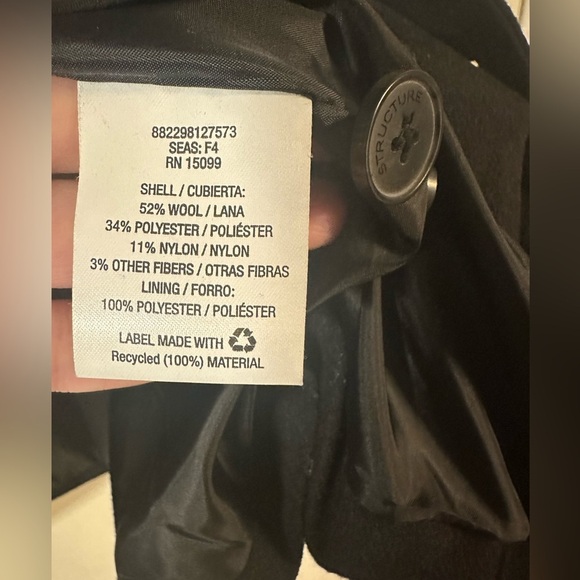 882298127573
SEAS: F4
RN 15099
SHELL / CUBIERTA:
52% WOOL / LANA
34% POLYESTER / POLIÉSTER
11% NYLON / NYLON
3% OTHER FIBERS / OTRAS FIBRAS
LINING / FORRO:
100% POLYESTER / POLIÉSTER
LABEL MADE WITH
Recycled (100%) MATERIAL
STRUCTURE